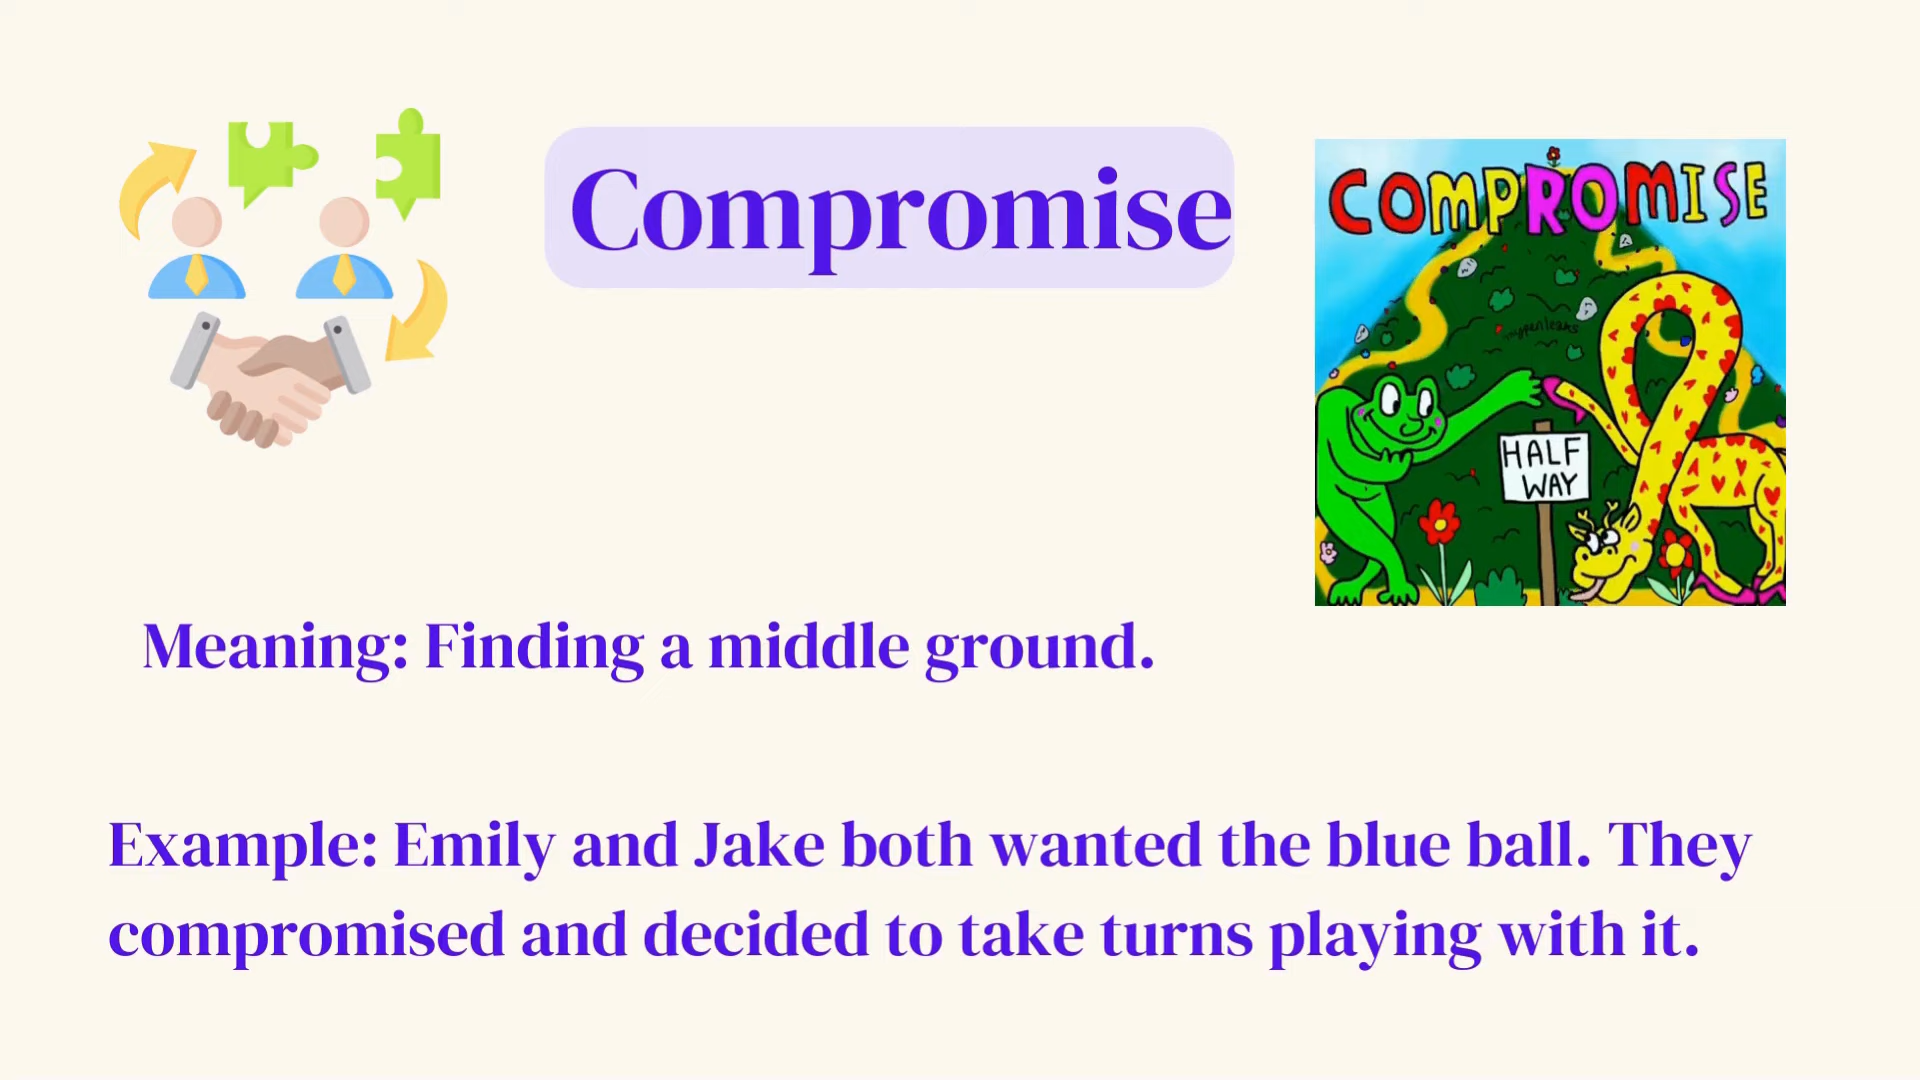 Compromise
COMPROMISE
mypenleaks
HALF
WAY
Meaning: Finding a middle ground.
Example: Emily and Jake both wanted the blue ball. They
compromised and decided to take turns playing with it.